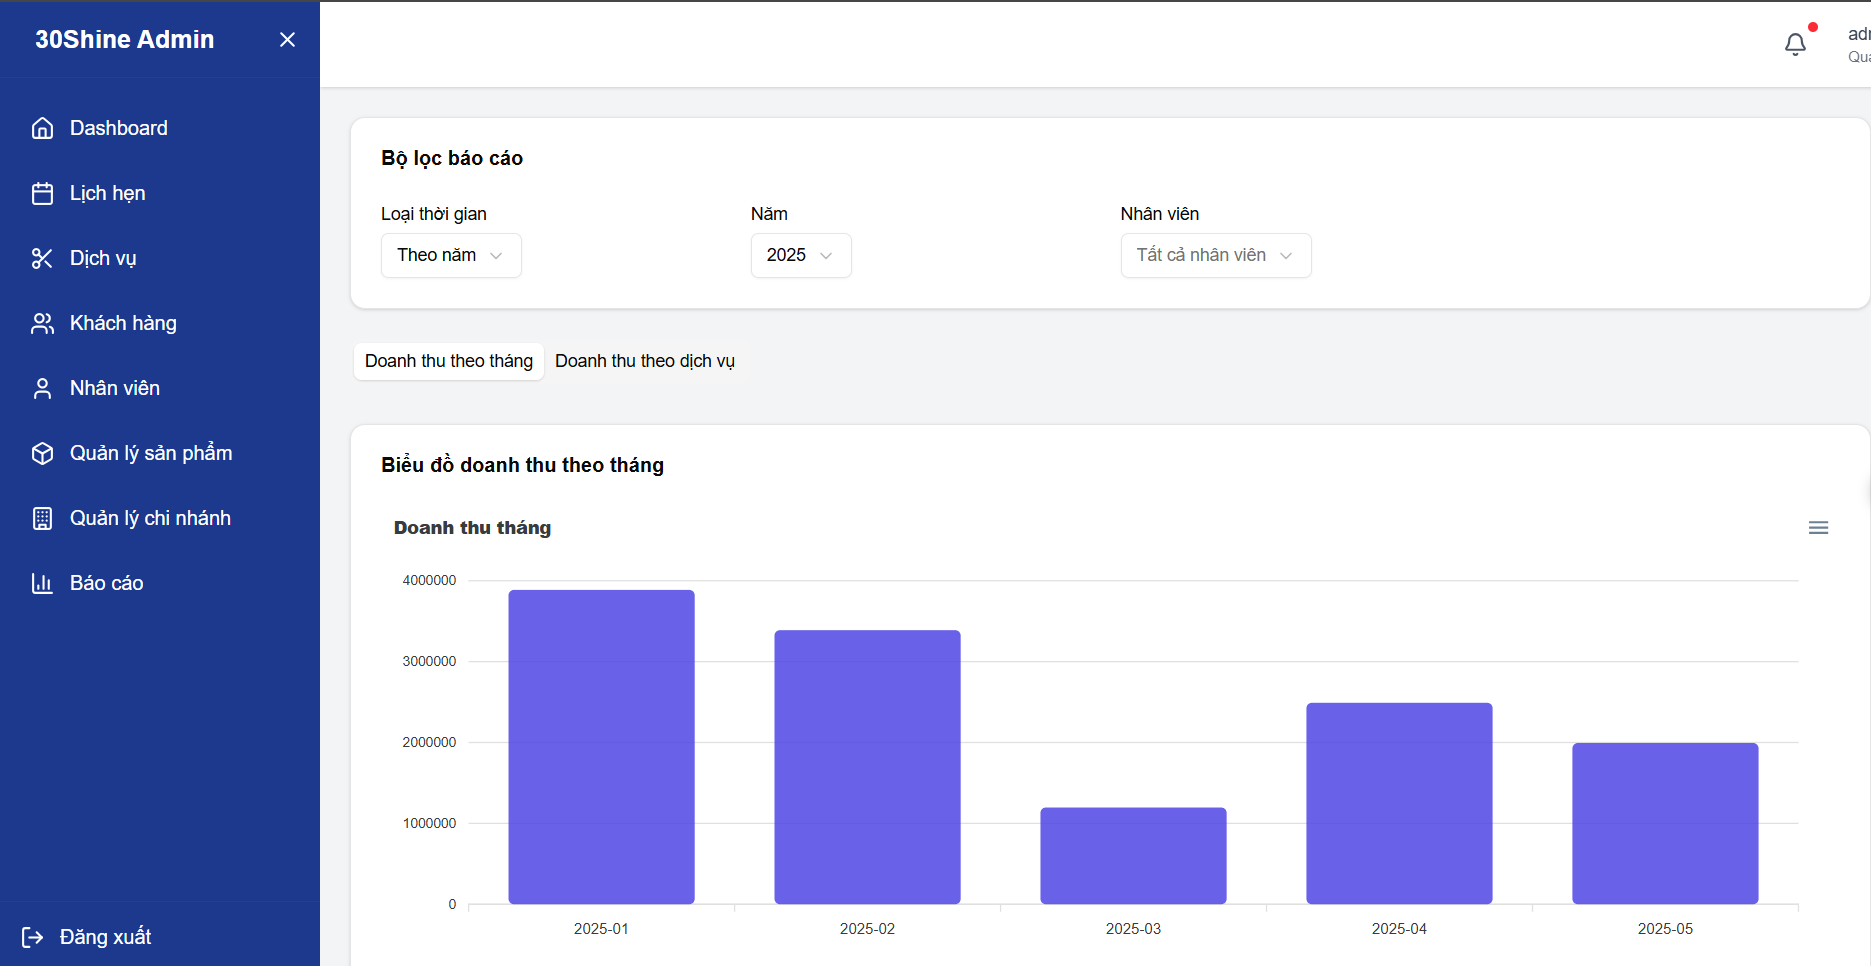 30Shine Admin
Dashboard
Lịch hẹn
Dịch vụ
Khách hàng
Nhân viên
Quản lý sản phẩm
Quản lý chi nhánh
Báo cáo
Đăng xuất
Bộ lọc báo cáo
Loại thời gian
Năm
Nhân viên
Theo năm
2025
Tất cả nhân viên
Doanh thu theo tháng
Doanh thu theo dịch vụ
Biểu đồ doanh thu theo tháng
Doanh thu tháng
4000000
3000000
2000000
1000000
0
2025-01
2025-02
2025-03
2025-04
2025-05